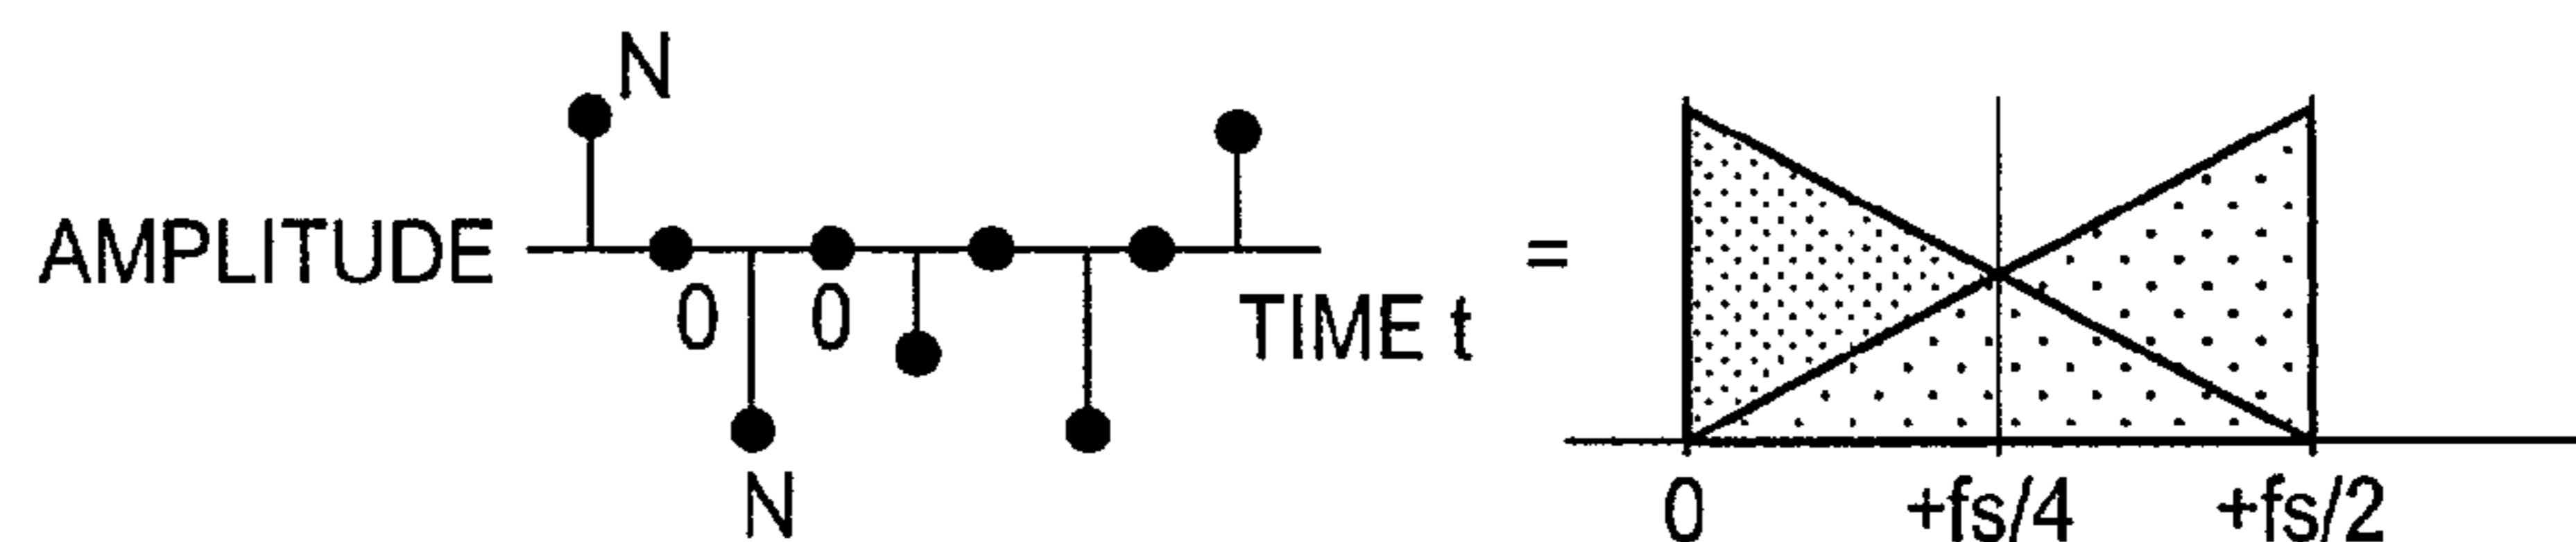 N
AMPLITUDE
0 0
TIME t
=
N
0 +fs/4 +fs/2